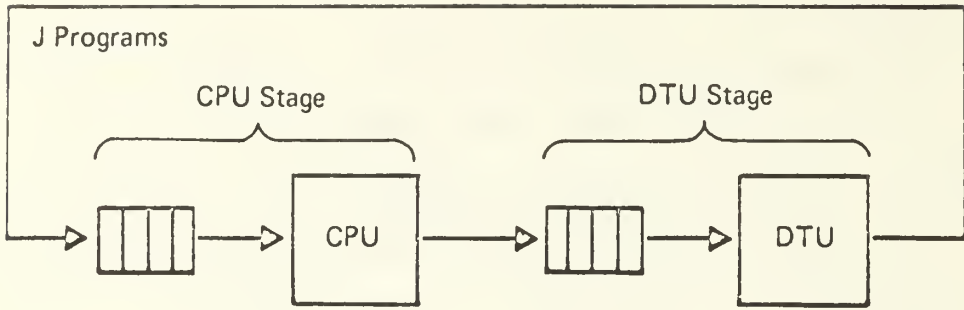 J Programs
CPU Stage
DTU Stage
CPU
DTU